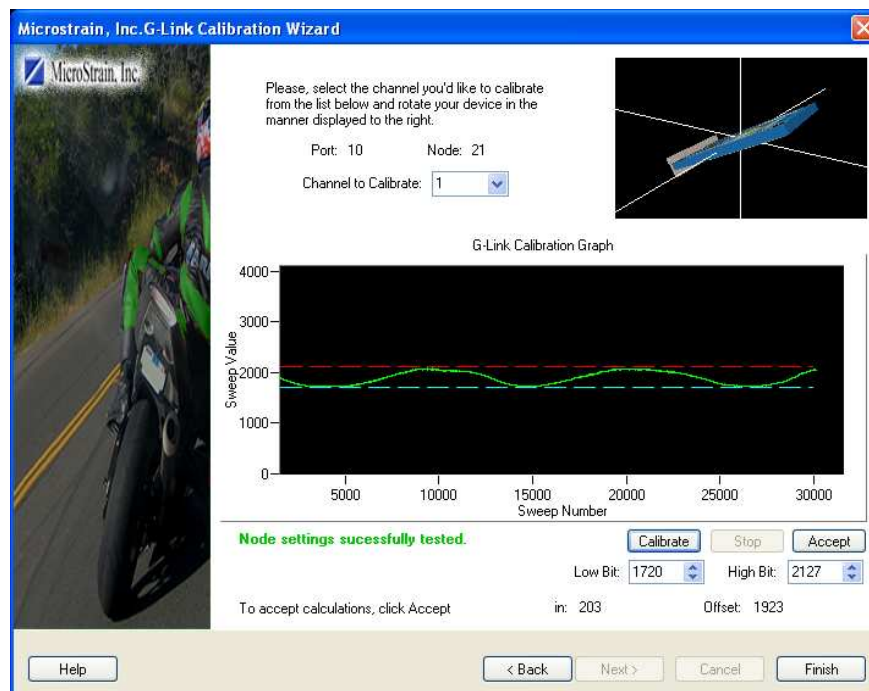 Microstrain, Inc.G-Link Calibration Wizard
MicroStrain, Inc.
Please, select the channel you'd like to calibrate
from the list below and rotate your device in the
manner displayed to the right.
Port: 10 Node: 21
Channel to Calibrate: 1
G-Link Calibration Graph
4000
3000
2000
1000
0
Sweep Value
5000 10000 15000 20000 25000 30000
Sweep Number
Node settings sucessfully tested.
Calibrate Stop Accept
Low Bit: 1720 High Bit: 2127
To accept calculations, click Accept in: 203 Offset: 1923
Help < Back Next > Cancel Finish